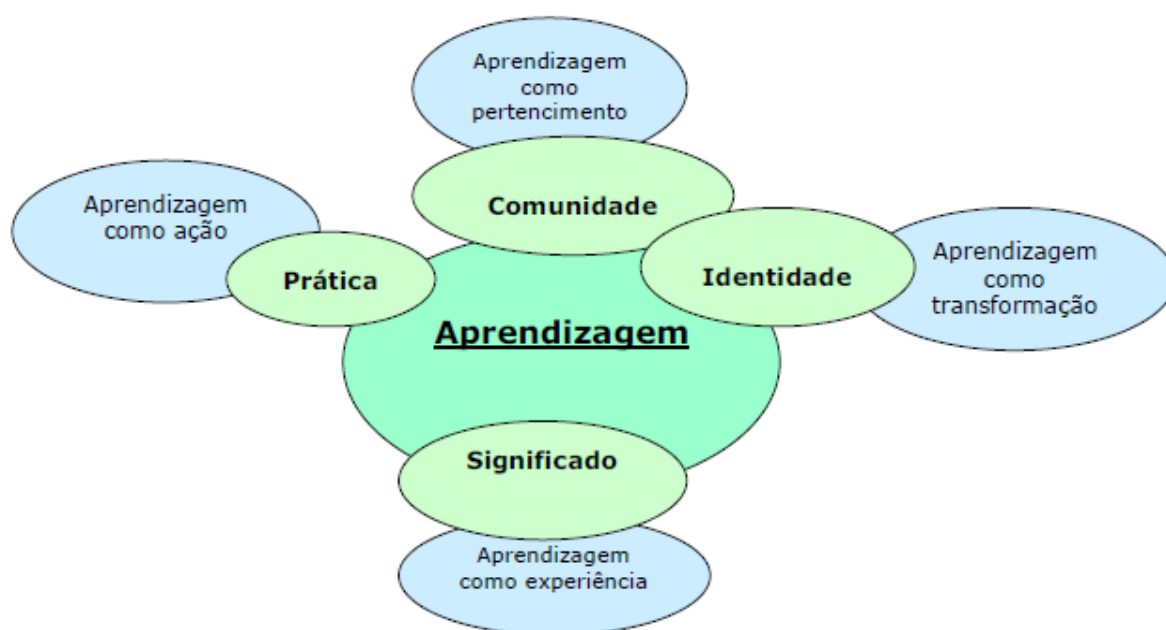 Aprendizagem
como
pertencimento
Comunidade
Aprendizagem
como ação
Prática
Identidade
Aprendizagem
como
transformação
Aprendizagem
Significado
Aprendizagem
como experiência